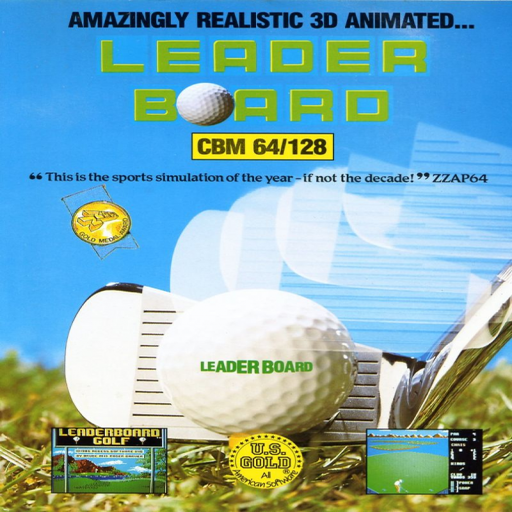 AMAZINGLY REALISTIC 3D ANIMATED...
LEADER
BOARD
CBM 64/128
“ This is the sports simulation of the year – if not the decade! ” ZZAP64
GOLD MEDAL AWARD
LEADER BOARD
LEADERBOARD
GOLF
U.S.
GOLD
All
American Software